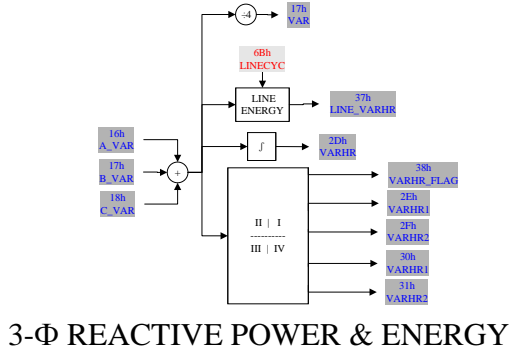 ÷4
17h
VAR
6Bh
LINECYC
LINE
ENERGY
37h
LINE_VARHR
16h
A_VAR
17h
B_VAR
18h
C_VAR
+
∫
2Dh
VARHR
38h
VARHR_FLAG
2Eh
VARHR1
II | I
----------
III | IV
2Fh
VARHR2
30h
VARHR1
31h
VARHR2
3-Φ REACTIVE POWER & ENERGY